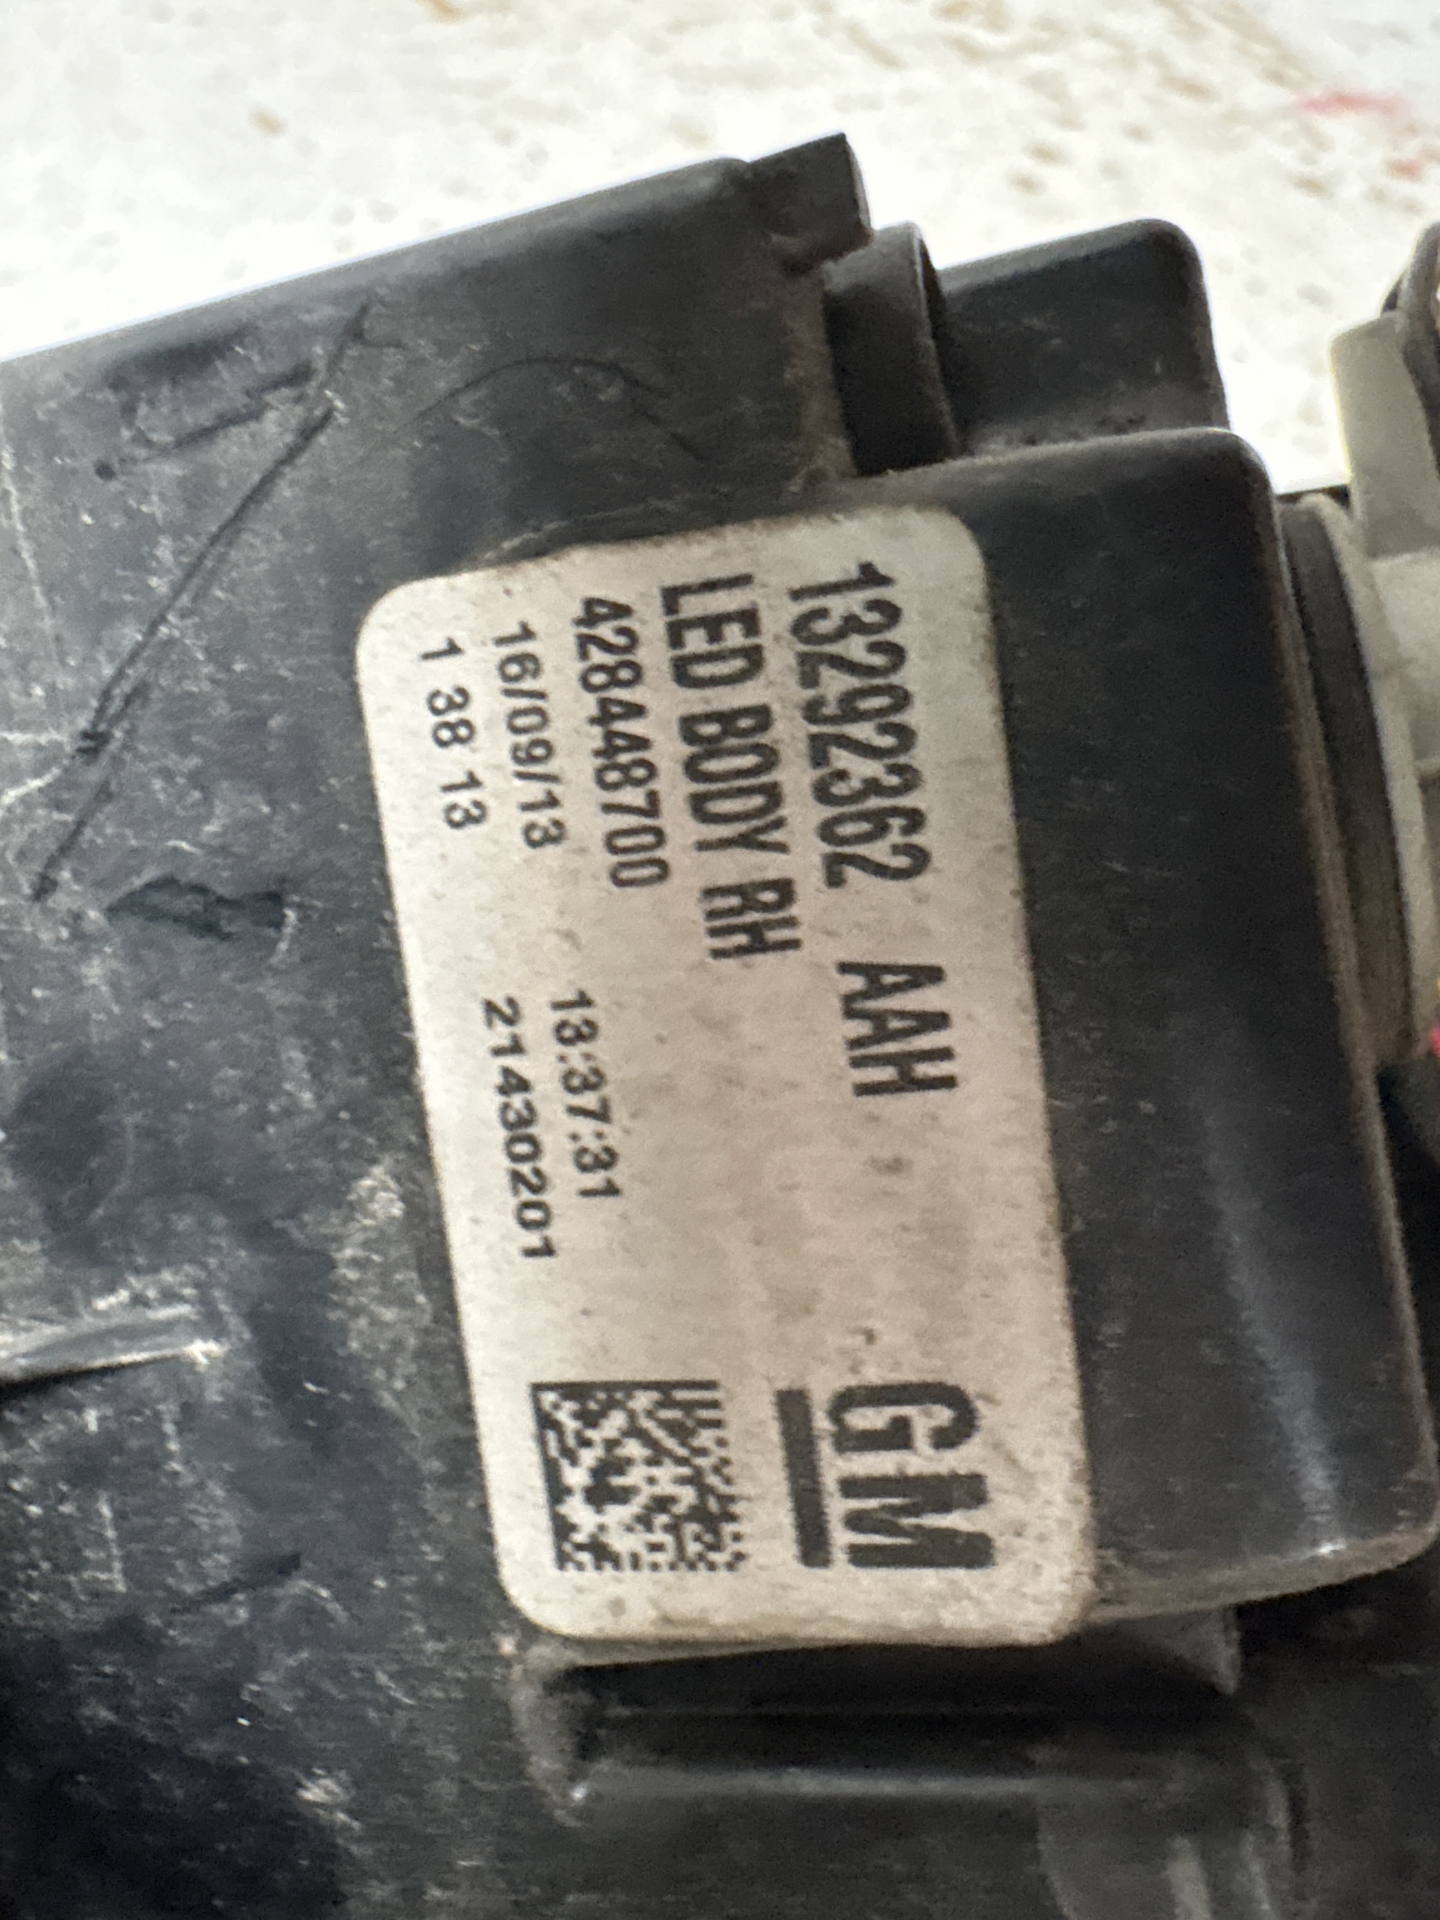 13292362 AAH
LED BODY RH
428448700
16/09/13 13:37:31
1 38 13 21430201
GM